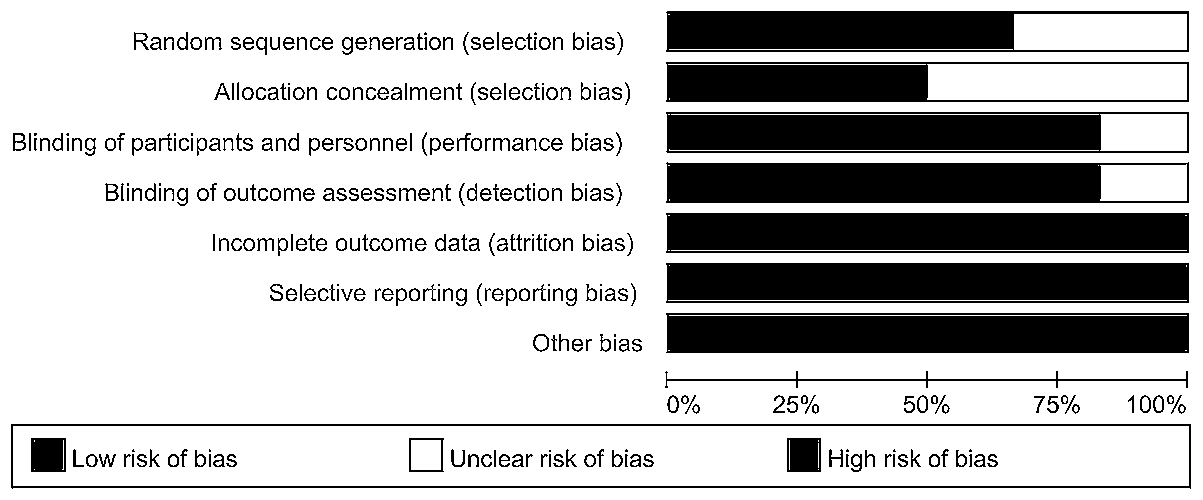 Random sequence generation (selection bias)
Allocation concealment (selection bias)
Blinding of participants and personnel (performance bias)
Blinding of outcome assessment (detection bias)
Incomplete outcome data (attrition bias)
Selective reporting (reporting bias)
Other bias
0% 25% 50% 75% 100%
Low risk of bias Unclear risk of bias High risk of bias